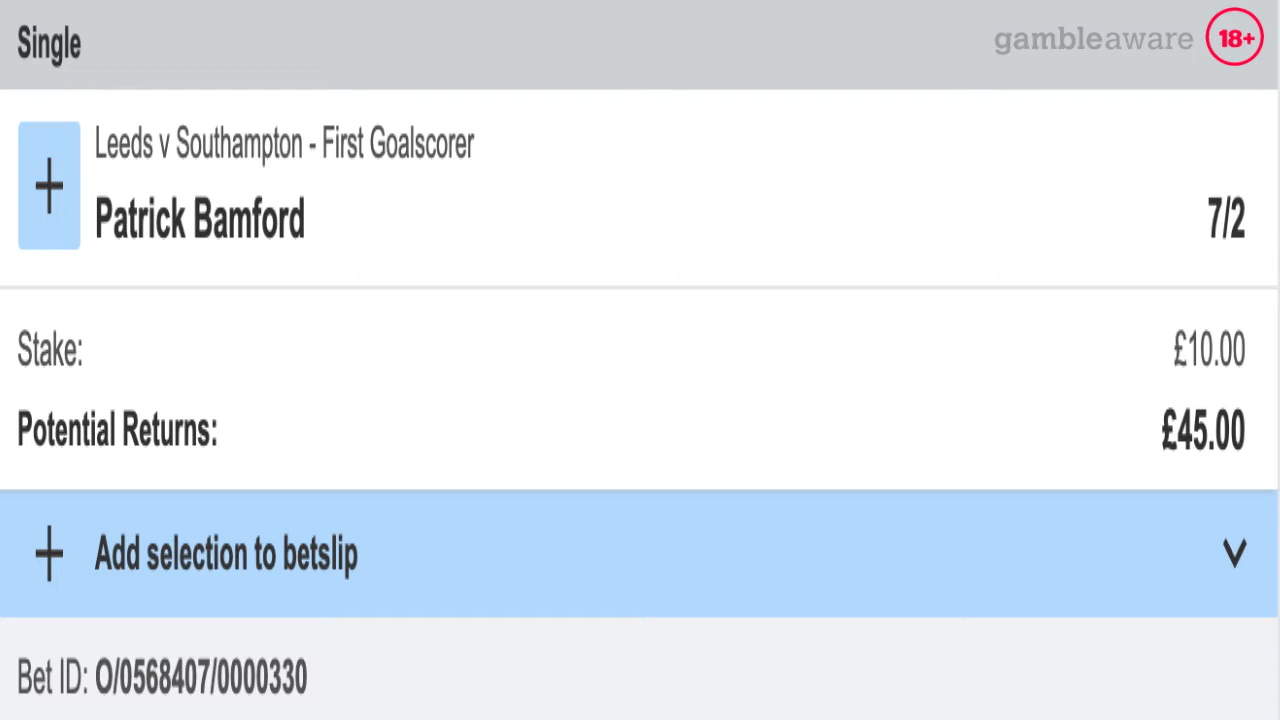 Single
gambleaware 18+
Leeds v Southampton - First Goalscorer
Patrick Bamford 7/2
Stake: £10.00
Potential Returns: £45.00
Add selection to betslip
Bet ID: O/0568407/0000330